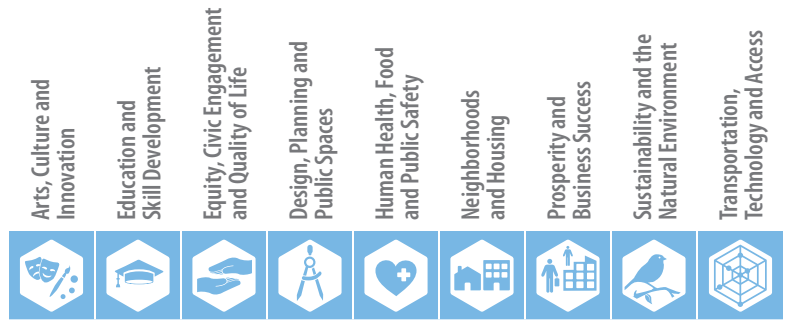 Arts, Culture and
Innovation
Education and
Skill Development
Equity, Civic Engagement
and Quality of Life
Design, Planning and
Public Spaces
Human Health, Food
and Public Safety
Neighborhoods
and Housing
Prosperity and
Business Success
Sustainability and the
Natural Environment
Transportation,
Technology and Access